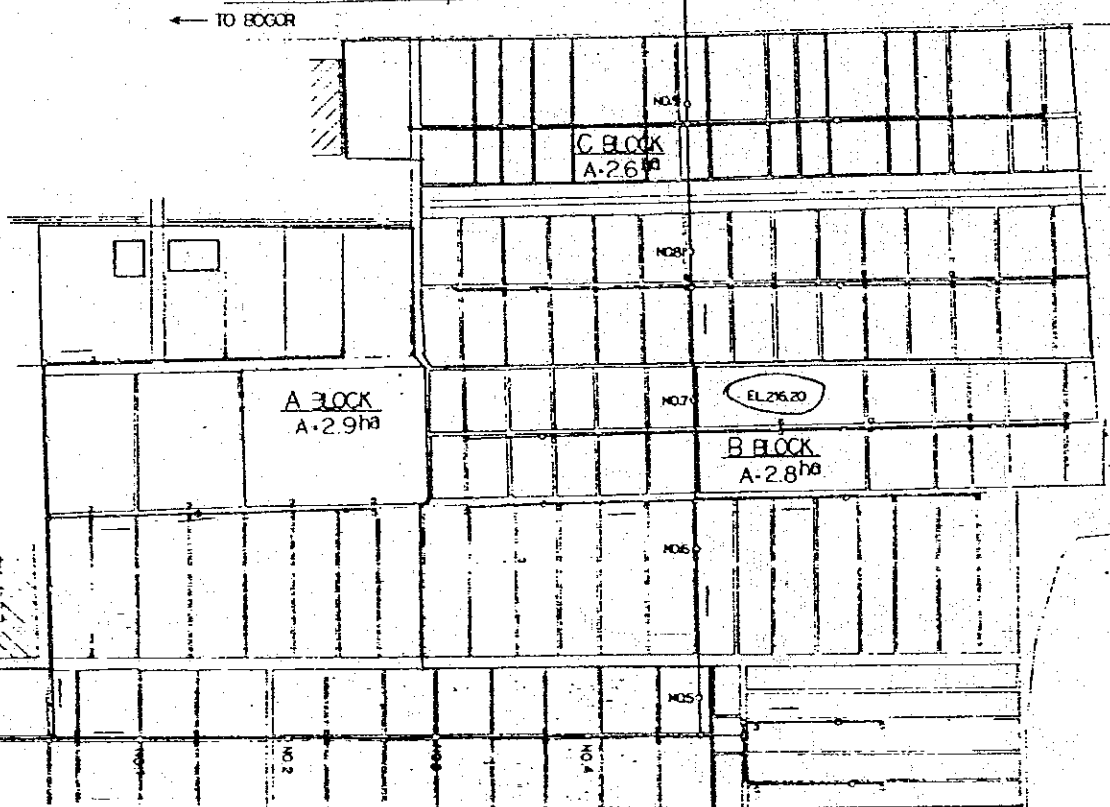 ← TO BOGOR
NO.9
C BLOCK
A=2.6ha
NO.8
A BLOCK
A=2.9ha
NO.7
EL.216.20
B BLOCK
A=2.8ha
NO.6
NO.5
NO.2
NO.4